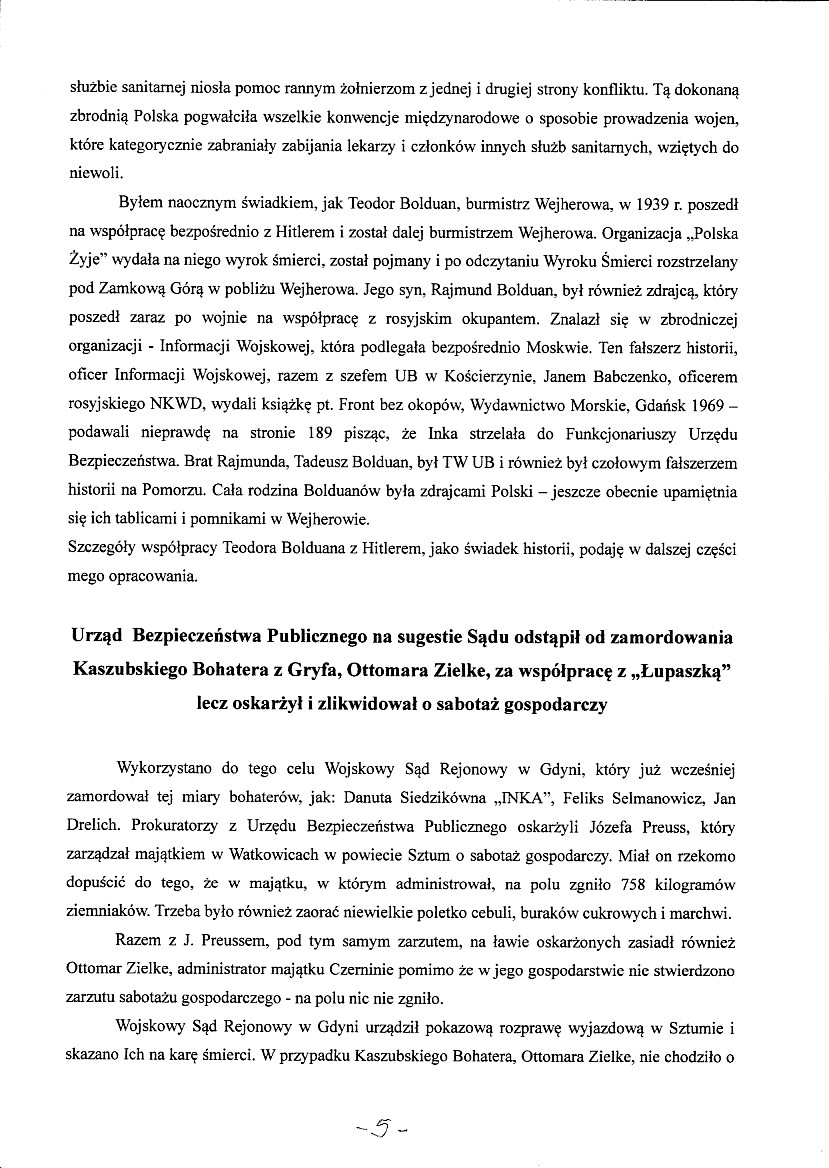 służbie sanitarnej niosła pomoc rannym żołnierzom z jednej i drugiej strony konfliktu. Tą dokonaną
zbrodnią Polska pogwałciła wszelkie konwencje międzynarodowe o sposobie prowadzenia wojen,
które kategorycznie zabraniały zabijania lekarzy i członków innych służb sanitarnych, wziętych do
niewoli.
Byłem naocznym świadkiem, jak Teodor Bolduan, burmistrz Wejherowa, w 1939 r. poszedł
na współpracę bezpośrednio z Hitlerem i został dalej burmistrzem Wejherowa. Organizacja „Polska
Żyje” wydała na niego wyrok śmierci, został pojmany i po odczytaniu Wyroku Śmierci rozstrzelany
pod Zamkową Górą w pobliżu Wejherowa. Jego syn, Rajmund Bolduan, był również zdrajcą, który
poszedł zaraz po wojnie na współpracę z rosyjskim okupantem. Znalazł się w zbrodniczej
organizacji - Informacji Wojskowej, która podlegała bezpośrednio Moskwie. Ten fałszerz historii,
oficer Informacji Wojskowej, razem z szefem UB w Kościerzynie, Janem Babczenko, oficerem
rosyjskiego NKWD, wydali książkę pt. Front bez okopów, Wydawnictwo Morskie, Gdańsk 1969 –
podawali nieprawdę na stronie 189 pisząc, że Inka strzelała do Funkcjonariuszy Urzędu
Bezpieczeństwa. Brat Rajmunda, Tadeusz Bolduan, był TW UB i również był czołowym fałszerzem
historii na Pomorzu. Cała rodzina Bolduanów była zdrajcami Polski – jeszcze obecnie upamiętnia
się ich tablicami i pomnikami w Wejherowie.
Szczegóły współpracy Teodora Bolduana z Hitlerem, jako świadek historii, podaję w dalszej części
mego opracowania.
Urząd Bezpieczeństwa Publicznego na sugestie Sądu odstąpił od zamordowania
Kaszubskiego Bohatera z Gryfa, Ottomara Zielke, za współpracę z „Łupaszką”
lecz oskarżył i zlikwidował o sabotaż gospodarczy
Wykorzystano do tego celu Wojskowy Sąd Rejonowy w Gdyni, który już wcześniej
zamordował tej miary bohaterów, jak: Danuta Siedzikówna „INKA”, Feliks Selmanowicz, Jan
Drelich. Prokuratorzy z Urzędu Bezpieczeństwa Publicznego oskarżyli Józefa Preuss, który
zarządzał majątkiem w Watkowicach w powiecie Sztum o sabotaż gospodarczy. Miał on rzekomo
dopuścić do tego, że w majątku, w którym administrował, na polu zgniło 758 kilogramów
ziemniaków. Trzeba było również zaorać niewielkie poletko cebuli, buraków cukrowych i marchwi.
Razem z J. Preussem, pod tym samym zarzutem, na ławie oskarżonych zasiadł również
Ottomar Zielke, administrator majątku Czerninie pomimo że w jego gospodarstwie nie stwierdzono
zarzutu sabotażu gospodarczego - na polu nic nie zgniło.
Wojskowy Sąd Rejonowy w Gdyni urządził pokazową rozprawę wyjazdową w Sztumie i
skazano Ich na karę śmierci. W przypadku Kaszubskiego Bohatera, Ottomara Zielke, nie chodziło o
- 5 -